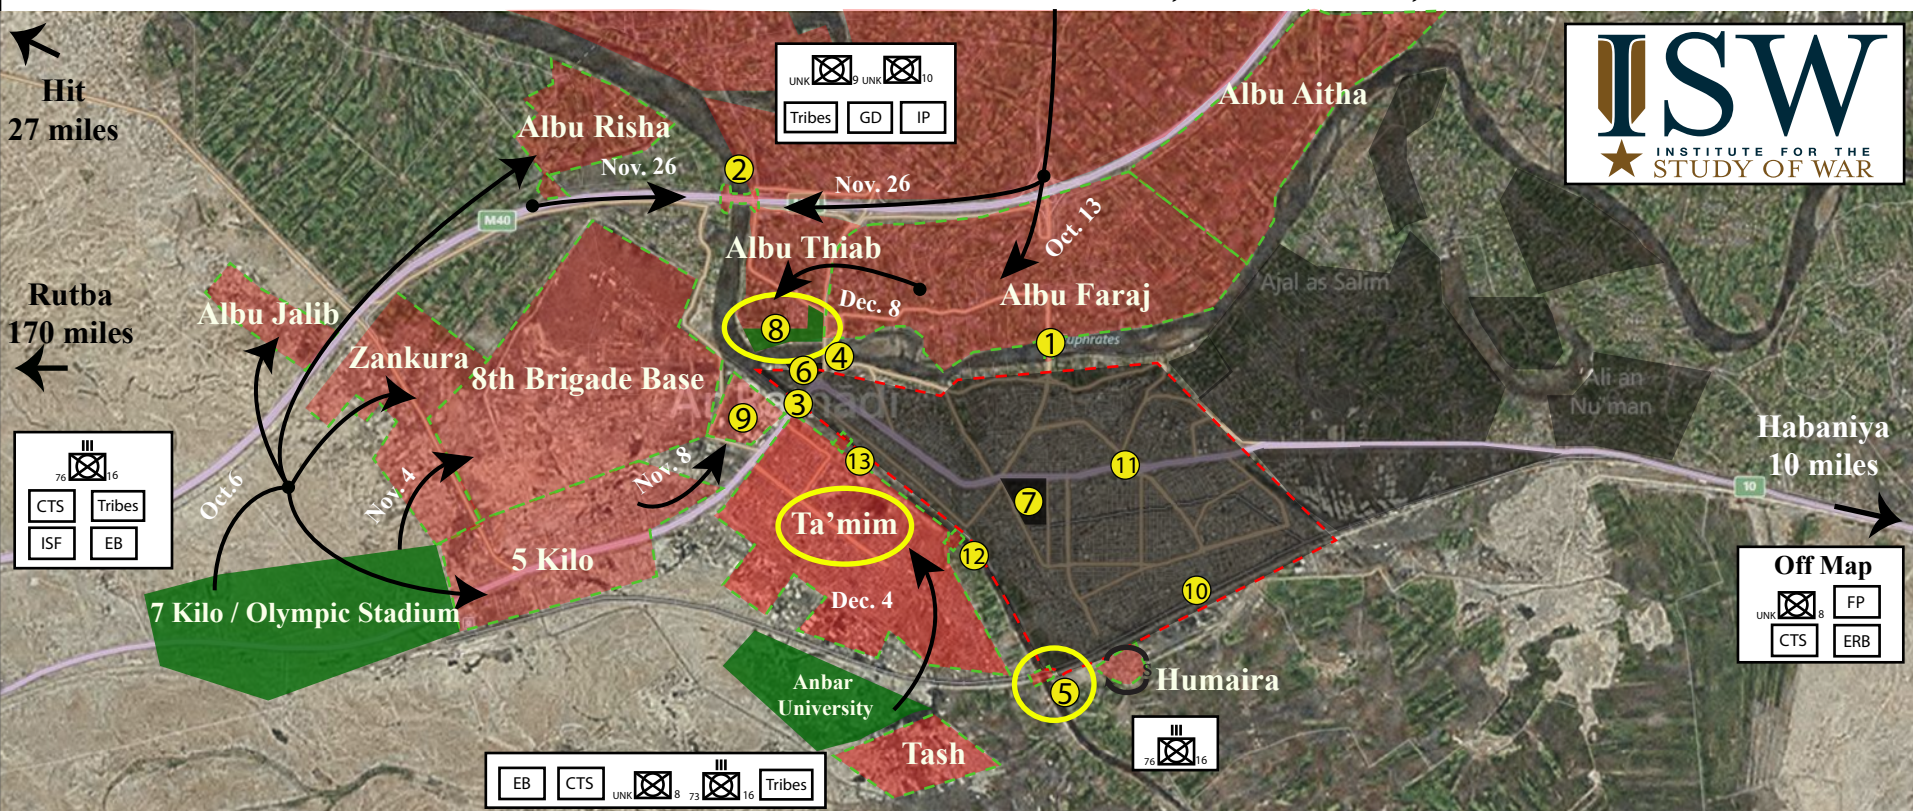 Hit
27 miles
Rutba
170 miles
Albu Risha
Nov. 26
M40
2
UNK 9 UNK 10
Tribes GD IP
Nov. 26
Oct. 13
Albu Aitha
ISW
INSTITUTE FOR THE
STUDY OF WAR
Albu Thiab
Dec. 8
Albu Faraj
Ajal as Salim
Albu Jalib
Zankura
8th Brigade Base
8
4
6
3
9
1
Euphrates
Ali an
Nu'man
Habaniya
10 miles
10
III
76 16
CTS Tribes
ISF EB
Oct.6
Nov. 4
Nov. 8
13
11
7
Ta'mim
12
10
5 Kilo
Dec. 4
7 Kilo / Olympic Stadium
Anbar
University
5
Humaira
Tash
III
76 16
Off Map
UNK 8 FP
CTS ERB
EB CTS UNK 8 III 73 16 Tribes